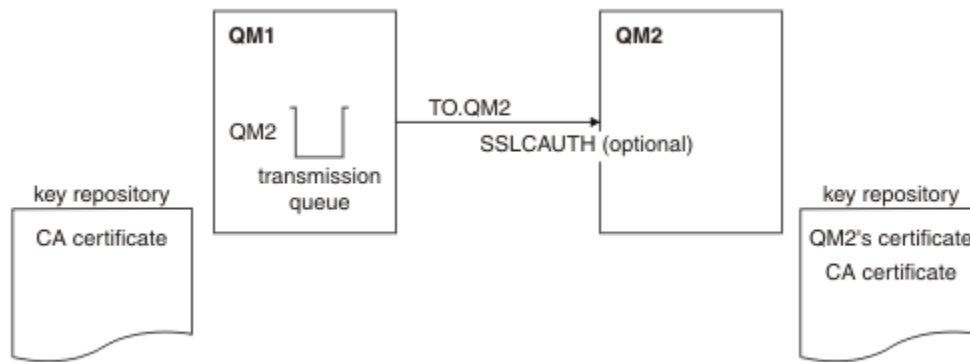 QM1
QM2
TO.QM2
QM2
SSLCAUTH (optional)
transmission
queue
key repository
CA certificate
key repository
QM2's certificate
CA certificate